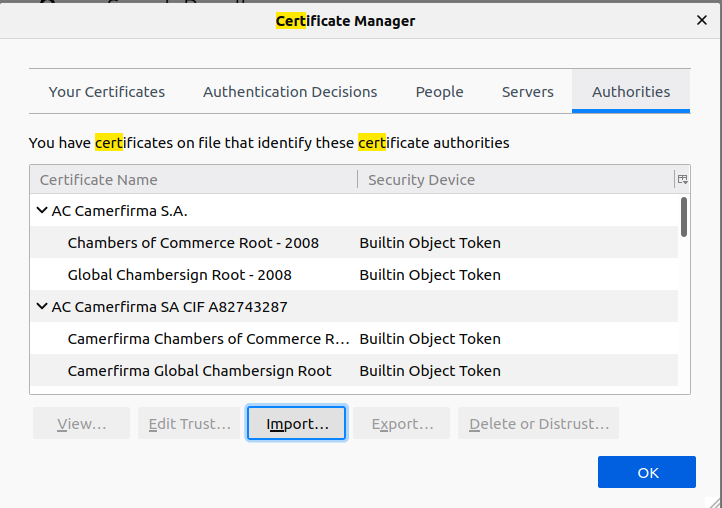 Certificate Manager
Your Certificates
Authentication Decisions
People
Servers
Authorities
You have certificates on file that identify these certificate authorities
Certificate Name
Security Device
AC Camerfirma S.A.
Chambers of Commerce Root - 2008
Builtin Object Token
Global Chambersign Root - 2008
Builtin Object Token
AC Camerfirma SA CIF A82743287
Camerfirma Chambers of Commerce R…
Builtin Object Token
Camerfirma Global Chambersign Root
Builtin Object Token
View…
Edit Trust…
Import…
Export…
Delete or Distrust…
OK